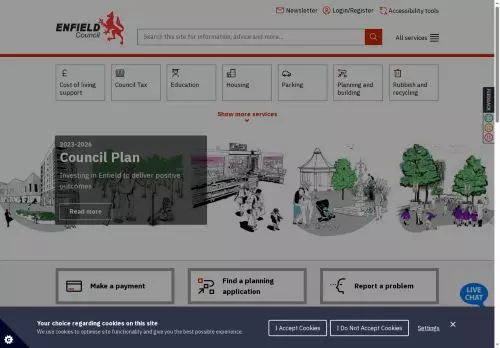 ENFIELD
Council
Newsletter
Login/Register
Accessibility tools
Search this site for information, advice and more...
All services
Cost of living
support
Council Tax
Education
Housing
Parking
Planning and
building
Rubbish and
recycling
Show more services
FEEDBACK
2023-2026
Council Plan
Investing in Enfield to deliver positive
outcomes
Read more
Make a payment
Find a planning
application
Report a problem
LIVE
CHAT
Your choice regarding cookies on this site
We use cookies to optimise site functionality and give you the best possible experience.
I Accept Cookies
I Do Not Accept Cookies
Settings